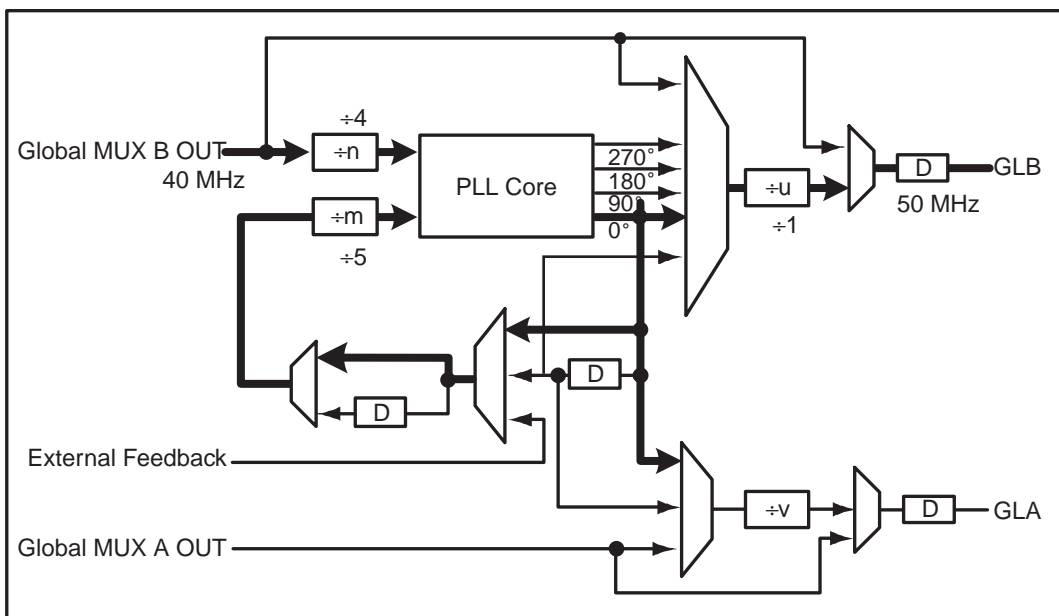 ÷4
Global MUX B OUT
÷n
40 MHz
PLL Core
270°
180°
90°
0°
÷m
÷5
÷u
÷1
D
GLB
50 MHz
D
D
External Feedback
÷v
D
GLA
Global MUX A OUT